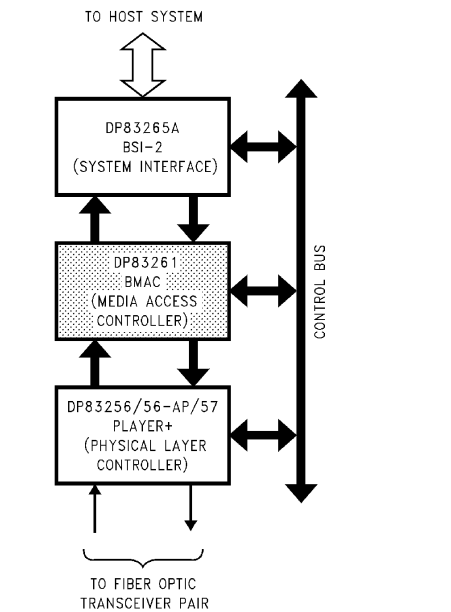 TO HOST SYSTEM
DP83265A
BSI-2
(SYSTEM INTERFACE)
DP83261
BMAC
(MEDIA ACCESS
CONTROLLER)
CONTROL BUS
DP83256/56-AP/57
PLAYER+
(PHYSICAL LAYER
CONTROLLER)
TO FIBER OPTIC
TRANSCEIVER PAIR